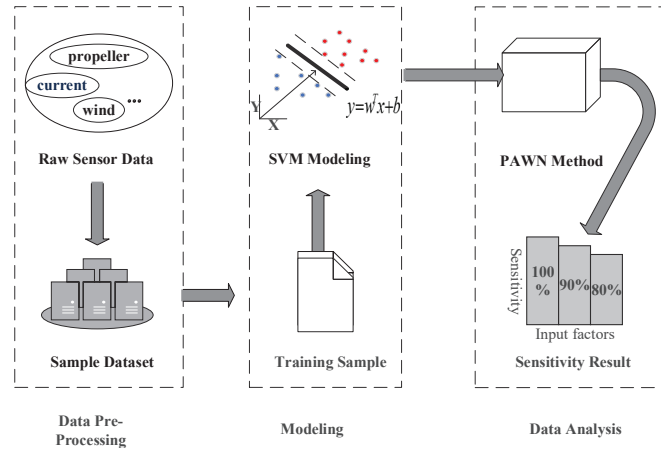 propeller
current
...
wind
Raw Sensor Data
Sample Dataset
Data Pre-
Processing
Y
X
y=wᵀx+b
SVM Modeling
Training Sample
Modeling
PAWN Method
Sensitivity
100
%
90%
80%
Input factors
Sensitivity Result
Data Analysis